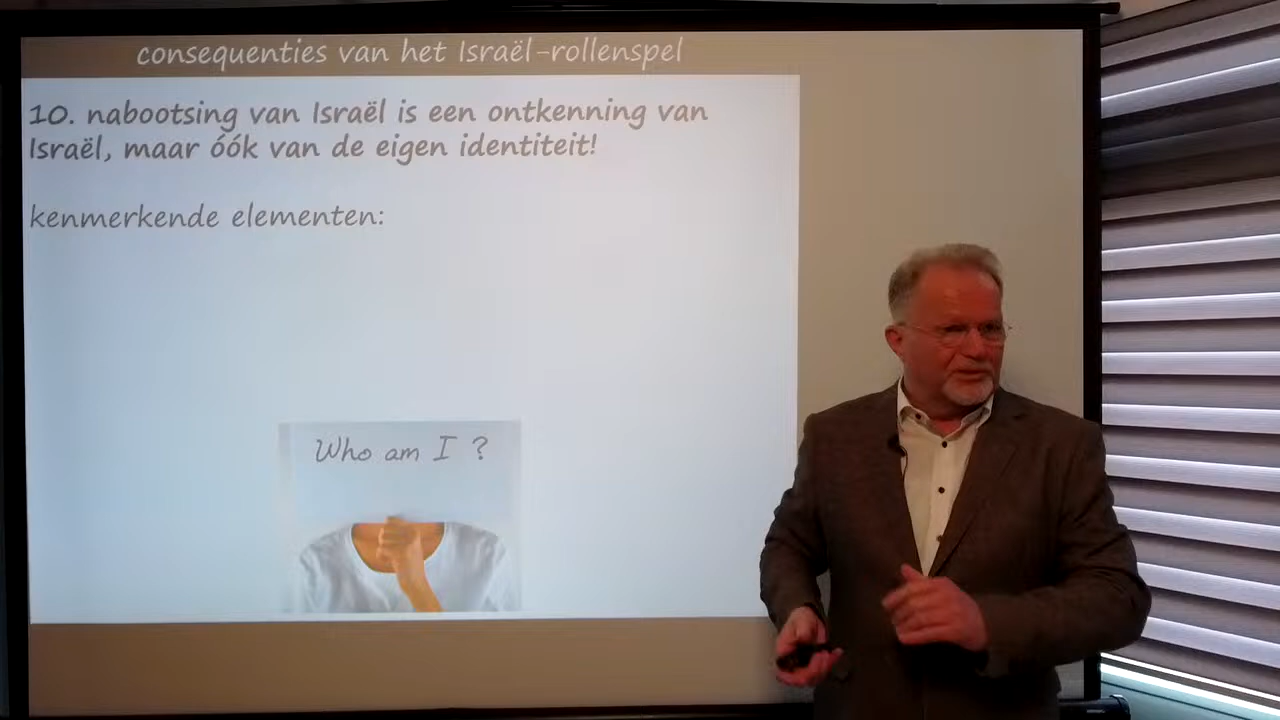 consequenties van het Israël-rollenspel
10. nabootsing van Israël is een ontkenning van
Israël, maar óók van de eigen identiteit!
kenmerkende elementen:
Who am I ?